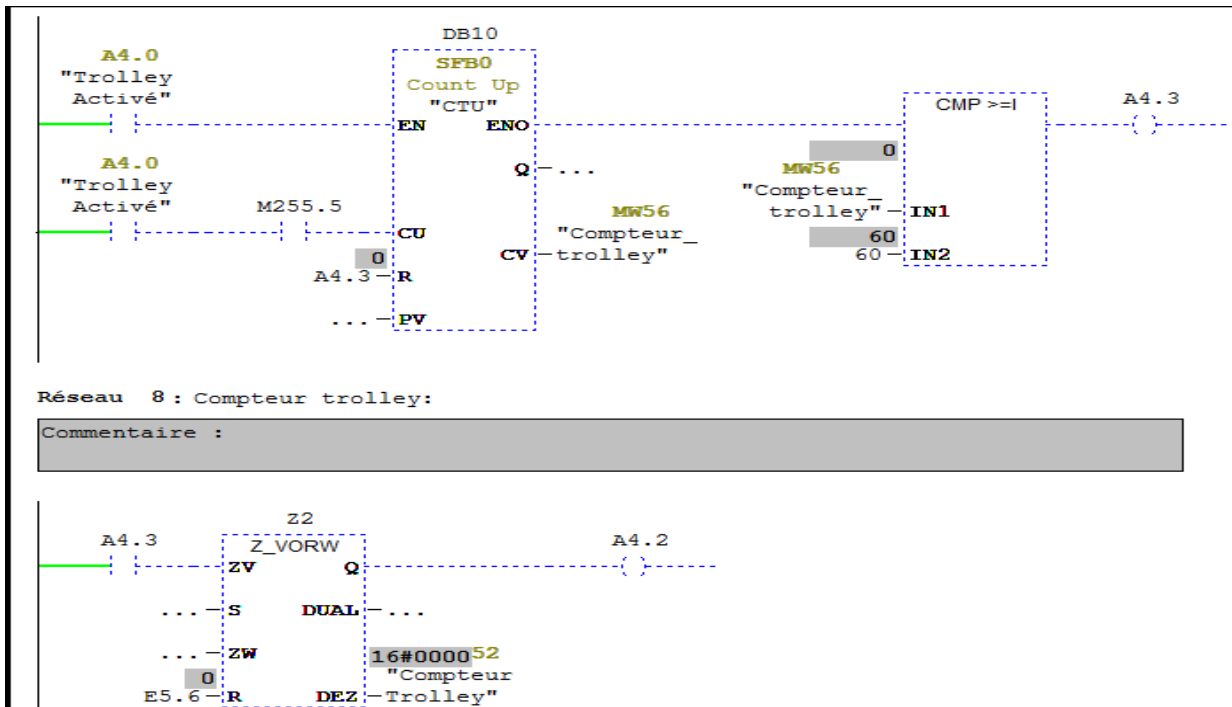 DB10
A4.0
"Trolley
Activé"
SFB0
Count Up
"CTU"
EN ENO
CMP >=I
A4.3
A4.0
"Trolley
Activé"
M255.5
CU
Q ...
MW56
"Compteur_
trolley"
CV
0
MW56
"Compteur_
trolley" IN1
60
60 IN2
0
A4.3 R
... PV
Réseau 8 : Compteur trolley:
Commentaire :
Z2
A4.3
Z_VORW
A4.2
ZV Q
... S DUAL ...
... ZW
16#0000 52
0
"Compteur
E5.6 R DEZ Trolley"